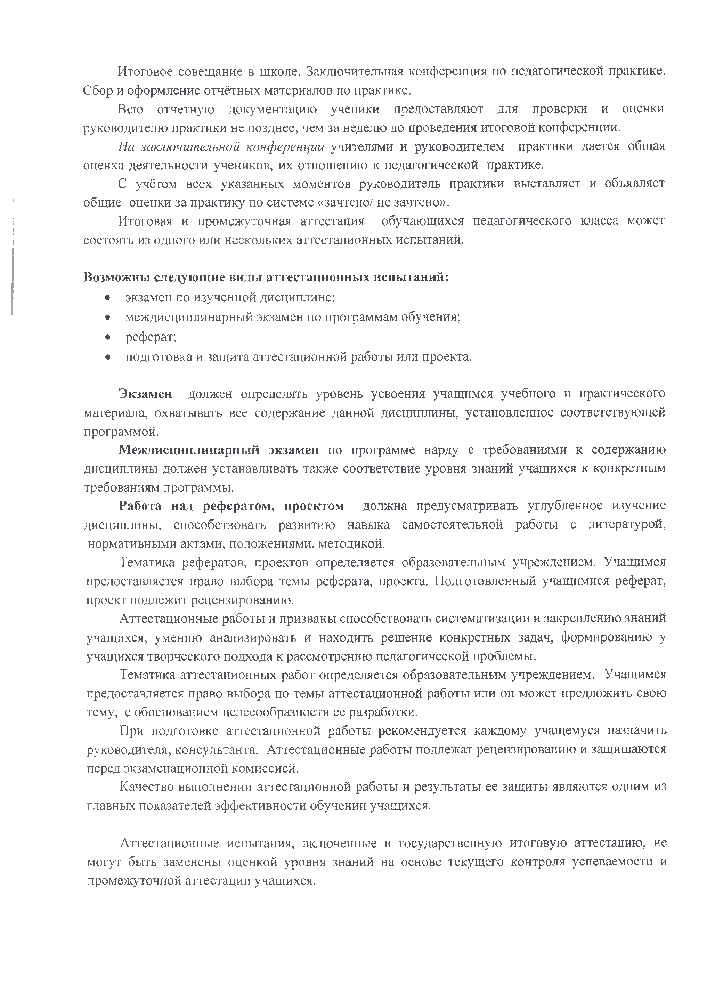 Итоговое совещание в школе. Заключительная конференция по педагогической практике.
Сбор и оформление отчётных материалов по практике.
Всю отчетную документацию ученики предоставляют для проверки и оценки
руководителю практики не позднее, чем за неделю до проведения итоговой конференции.
На заключительной конференции учителями и руководителем практики дается общая
оценка деятельности учеников, их отношению к педагогической практике.
С учётом всех указанных моментов руководитель практики выставляет и объявляет
общие оценки за практику по системе «зачтено/ не зачтено».
Итоговая и промежуточная аттестация обучающихся педагогического класса может
состоять из одного или нескольких аттестационных испытаний.
Возможны следующие виды аттестационных испытаний:
• экзамен по изученной дисциплине;
• междисциплинарный экзамен по программам обучения;
• реферат;
• подготовка и защита аттестационной работы или проекта.
Экзамен должен определять уровень усвоения учащимся учебного и практического
материала, охватывать все содержание данной дисциплины, установленное соответствующей
программой.
Междисциплинарный экзамен по программе нарду с требованиями к содержанию
дисциплины должен устанавливать также соответствие уровня знаний учащихся к конкретным
требованиям программы.
Работа над рефератом, проектом должна предусматривать углубленное изучение
дисциплины, способствовать развитию навыка самостоятельной работы с литературой,
нормативными актами, положениями, методикой.
Тематика рефератов, проектов определяется образовательным учреждением. Учащимся
предоставляется право выбора темы реферата, проекта. Подготовленный учащимися реферат,
проект подлежит рецензированию.
Аттестационные работы и призваны способствовать систематизации и закреплению знаний
учащихся, умению анализировать и находить решение конкретных задач, формированию у
учащихся творческого подхода к рассмотрению педагогической проблемы.
Тематика аттестационных работ определяется образовательным учреждением. Учащимся
предоставляется право выбора по темы аттестационной работы или он может предложить свою
тему, с обоснованием целесообразности ее разработки.
При подготовке аттестационной работы рекомендуется каждому учащемуся назначить
руководителя, консультанта. Аттестационные работы подлежат рецензированию и защищаются
перед экзаменационной комиссией.
Качество выполнении аттестационной работы и результаты ее защиты являются одним из
главных показателей эффективности обучении учащихся.
Аттестационные испытания, включенные в государственную итоговую аттестацию, не
могут быть заменены оценкой уровня знаний на основе текущего контроля успеваемости и
промежуточной аттестации учащихся.